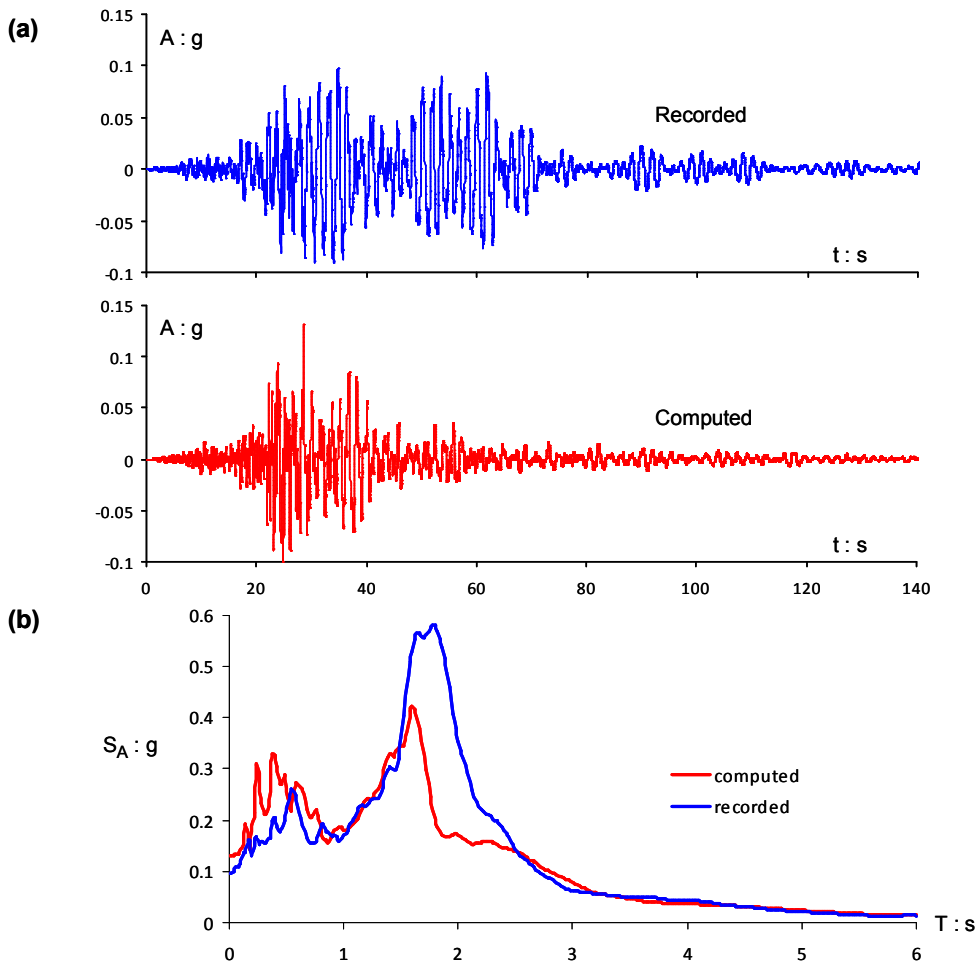 (a)
0.15
A : g
0.1
0.05
Recorded
0
-0.05
t : s
-0.1
0.15
A : g
0.1
0.05
Computed
0
-0.05
t : s
-0.1
0 20 40 60 80 100 120 140
(b)
0.6
0.5
0.4
SA : g
0.3
computed
recorded
0.2
0.1
0
T : s
0 1 2 3 4 5 6